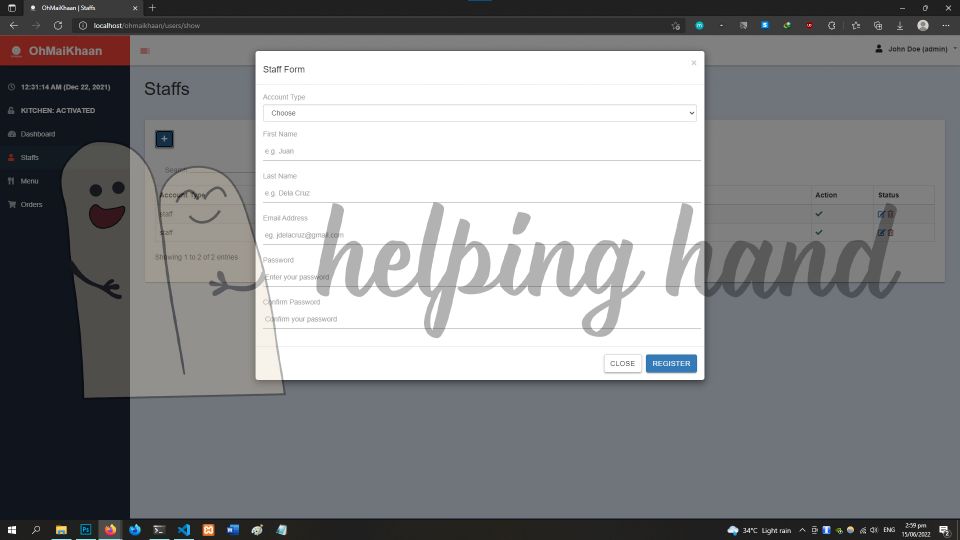 OhMaiKhaan | Staffs
localhost/ohmaikhaan/users/show
OhMaiKhaan
John Doe (admin)
12:31:14 AM (Dec 22, 2021)
KITCHEN: ACTIVATED
Dashboard
Staffs
Menu
Orders
Staffs
+
Search
Account Type
Action
Status
staff
staff
Showing 1 to 2 of 2 entries
Staff Form
×
Account Type
Choose
First Name
e.g. Juan
Last Name
e.g. Dela Cruz
Email Address
eg. jdelacruz@gmail.com
Password
Enter your password
Confirm Password
Confirm your password
CLOSE
REGISTER
helping hand
34°C Light rain
ENG
2:59 pm
15/06/2022
2